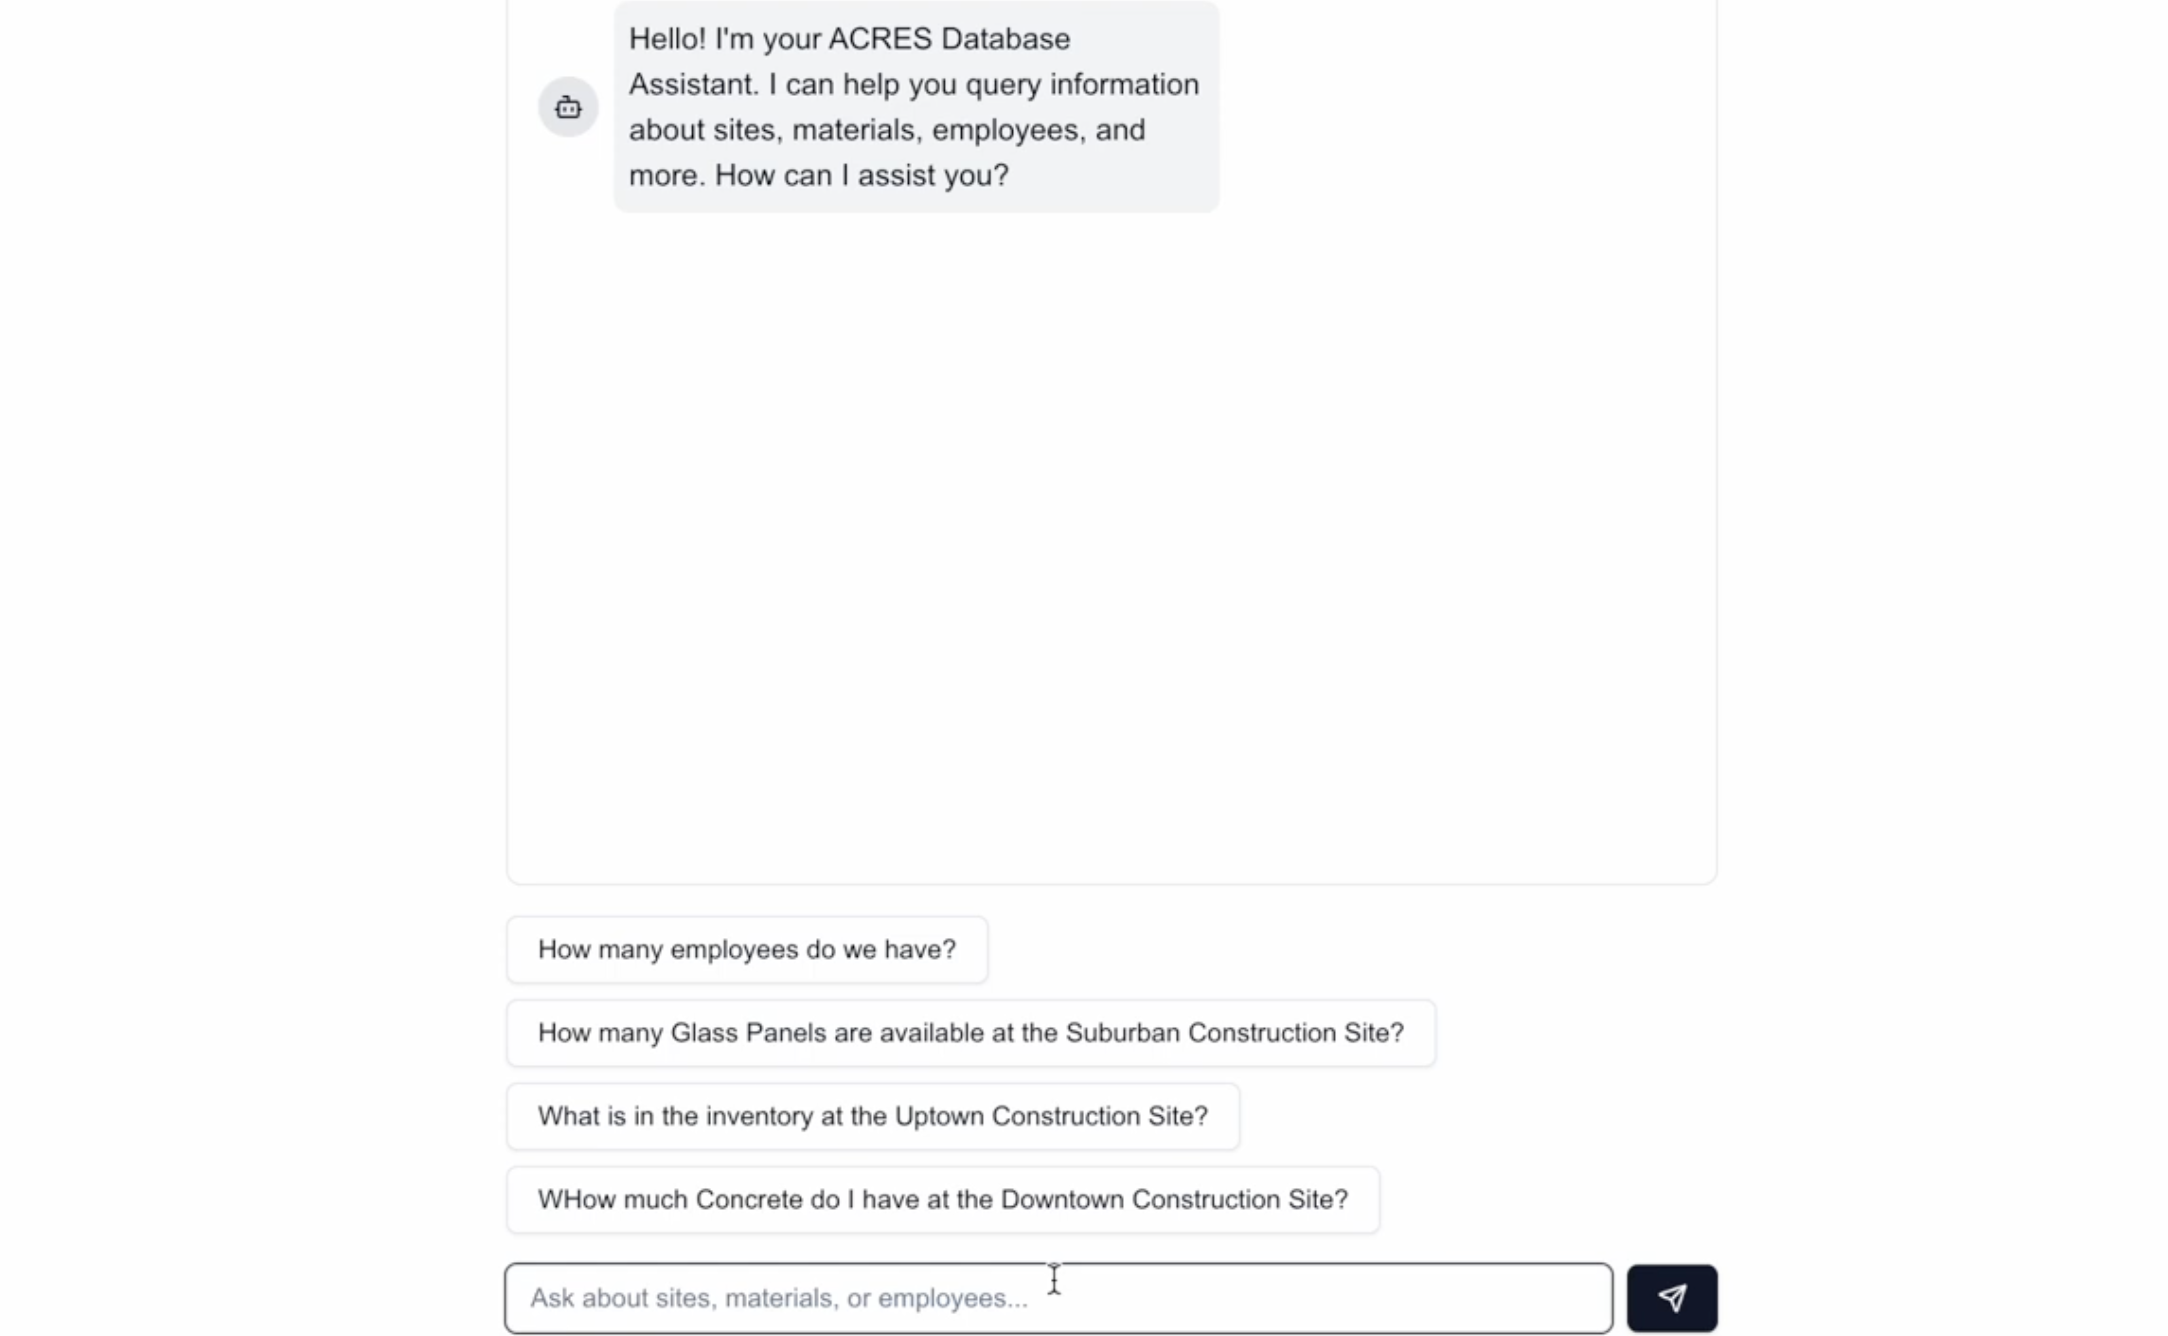 Hello! I'm your ACRES Database
Assistant. I can help you query information
about sites, materials, employees, and
more. How can I assist you?
How many employees do we have?
How many Glass Panels are available at the Suburban Construction Site?
What is in the inventory at the Uptown Construction Site?
WHow much Concrete do I have at the Downtown Construction Site?
Ask about sites, materials, or employees...